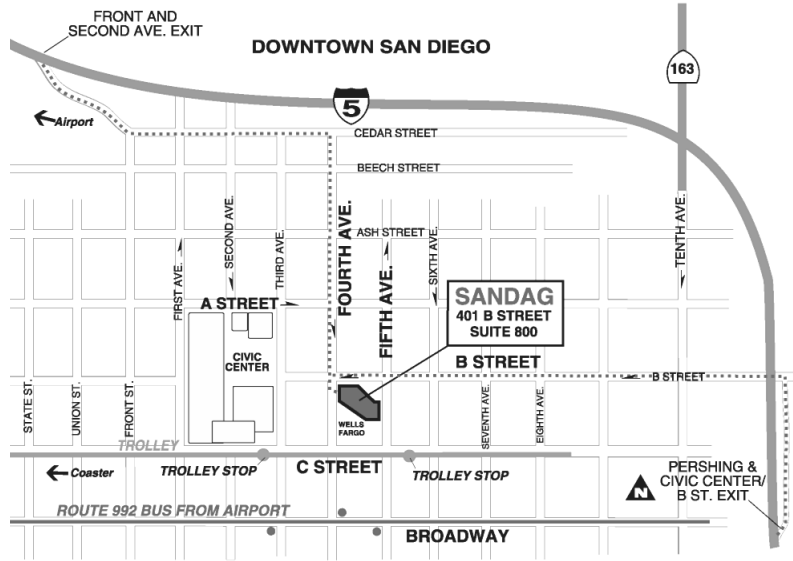 FRONT AND
SECOND AVE. EXIT
DOWNTOWN SAN DIEGO
163
5
Airport
CEDAR STREET
BEECH STREET
ASH STREET
FIRST AVE.
SECOND AVE.
THIRD AVE.
FOURTH AVE.
FIFTH AVE.
SIXTH AVE.
TENTH AVE.
A STREET
SANDAG
401 B STREET
SUITE 800
CIVIC
CENTER
B STREET
B STREET
STATE ST.
UNION ST.
FRONT ST.
WELLS
FARGO
SEVENTH AVE.
EIGHTH AVE.
TROLLEY
Coaster
TROLLEY STOP
C STREET
TROLLEY STOP
PERSHING &
CIVIC CENTER/
B ST. EXIT
N
ROUTE 992 BUS FROM AIRPORT
BROADWAY